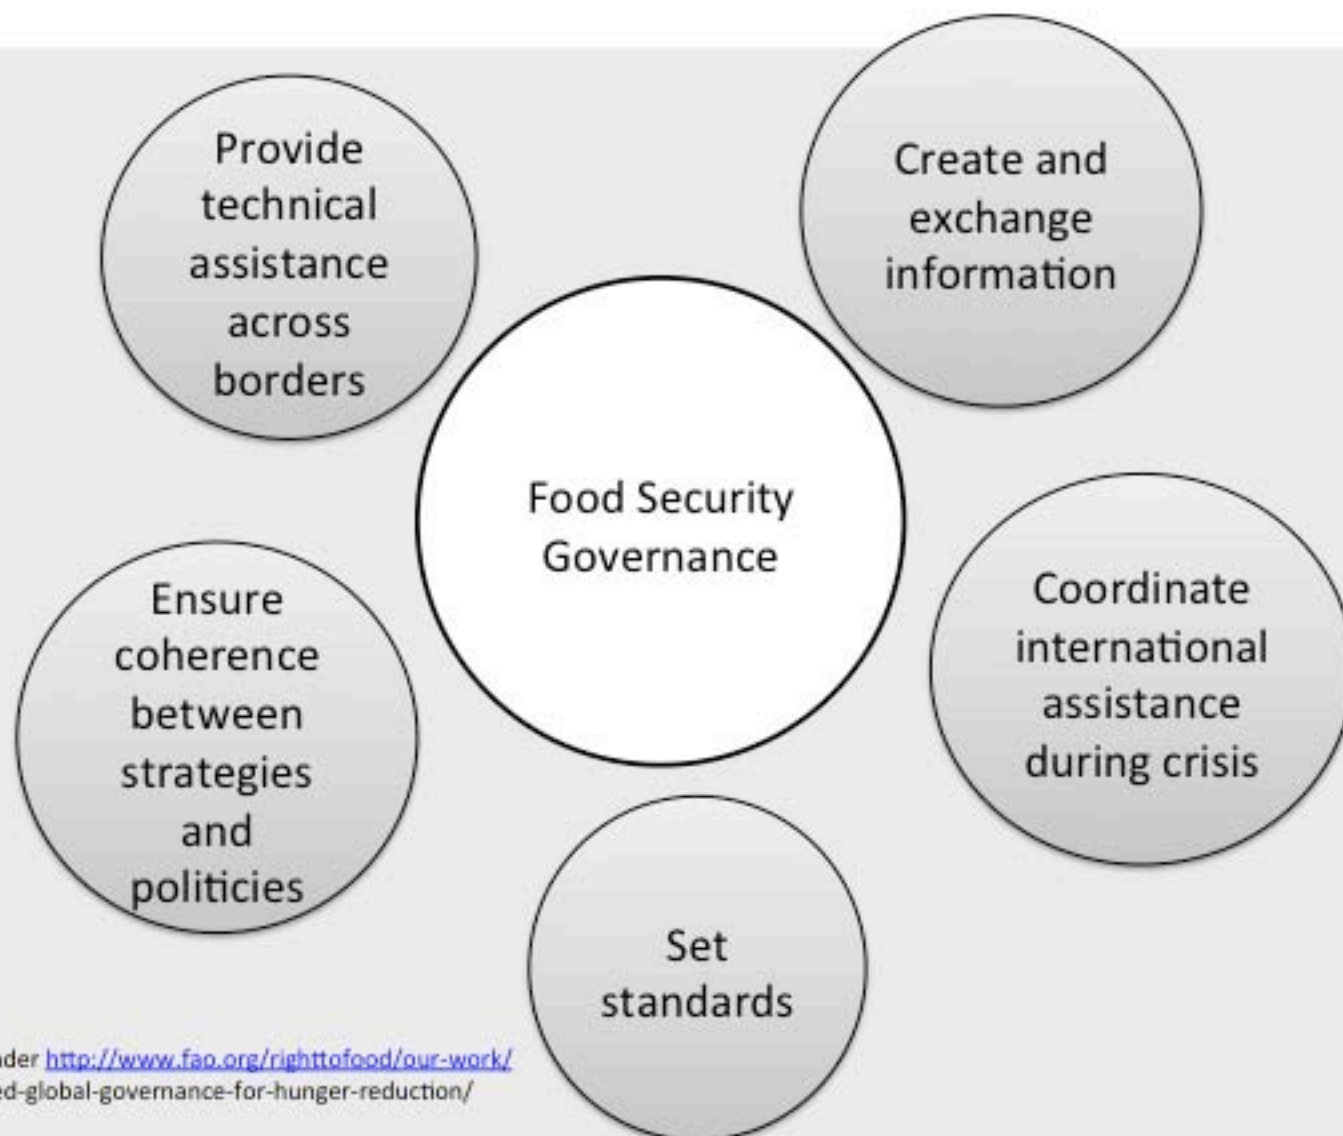 Provide
technical
assistance
across
borders
Create and
exchange
information
Food Security
Governance
Ensure
coherence
between
strategies
and
politicies
Coordinate
international
assistance
during crisis
Set
standards
http://www.fao.org/righttofood/our-work/
ed-global-governance-for-hunger-reduction/